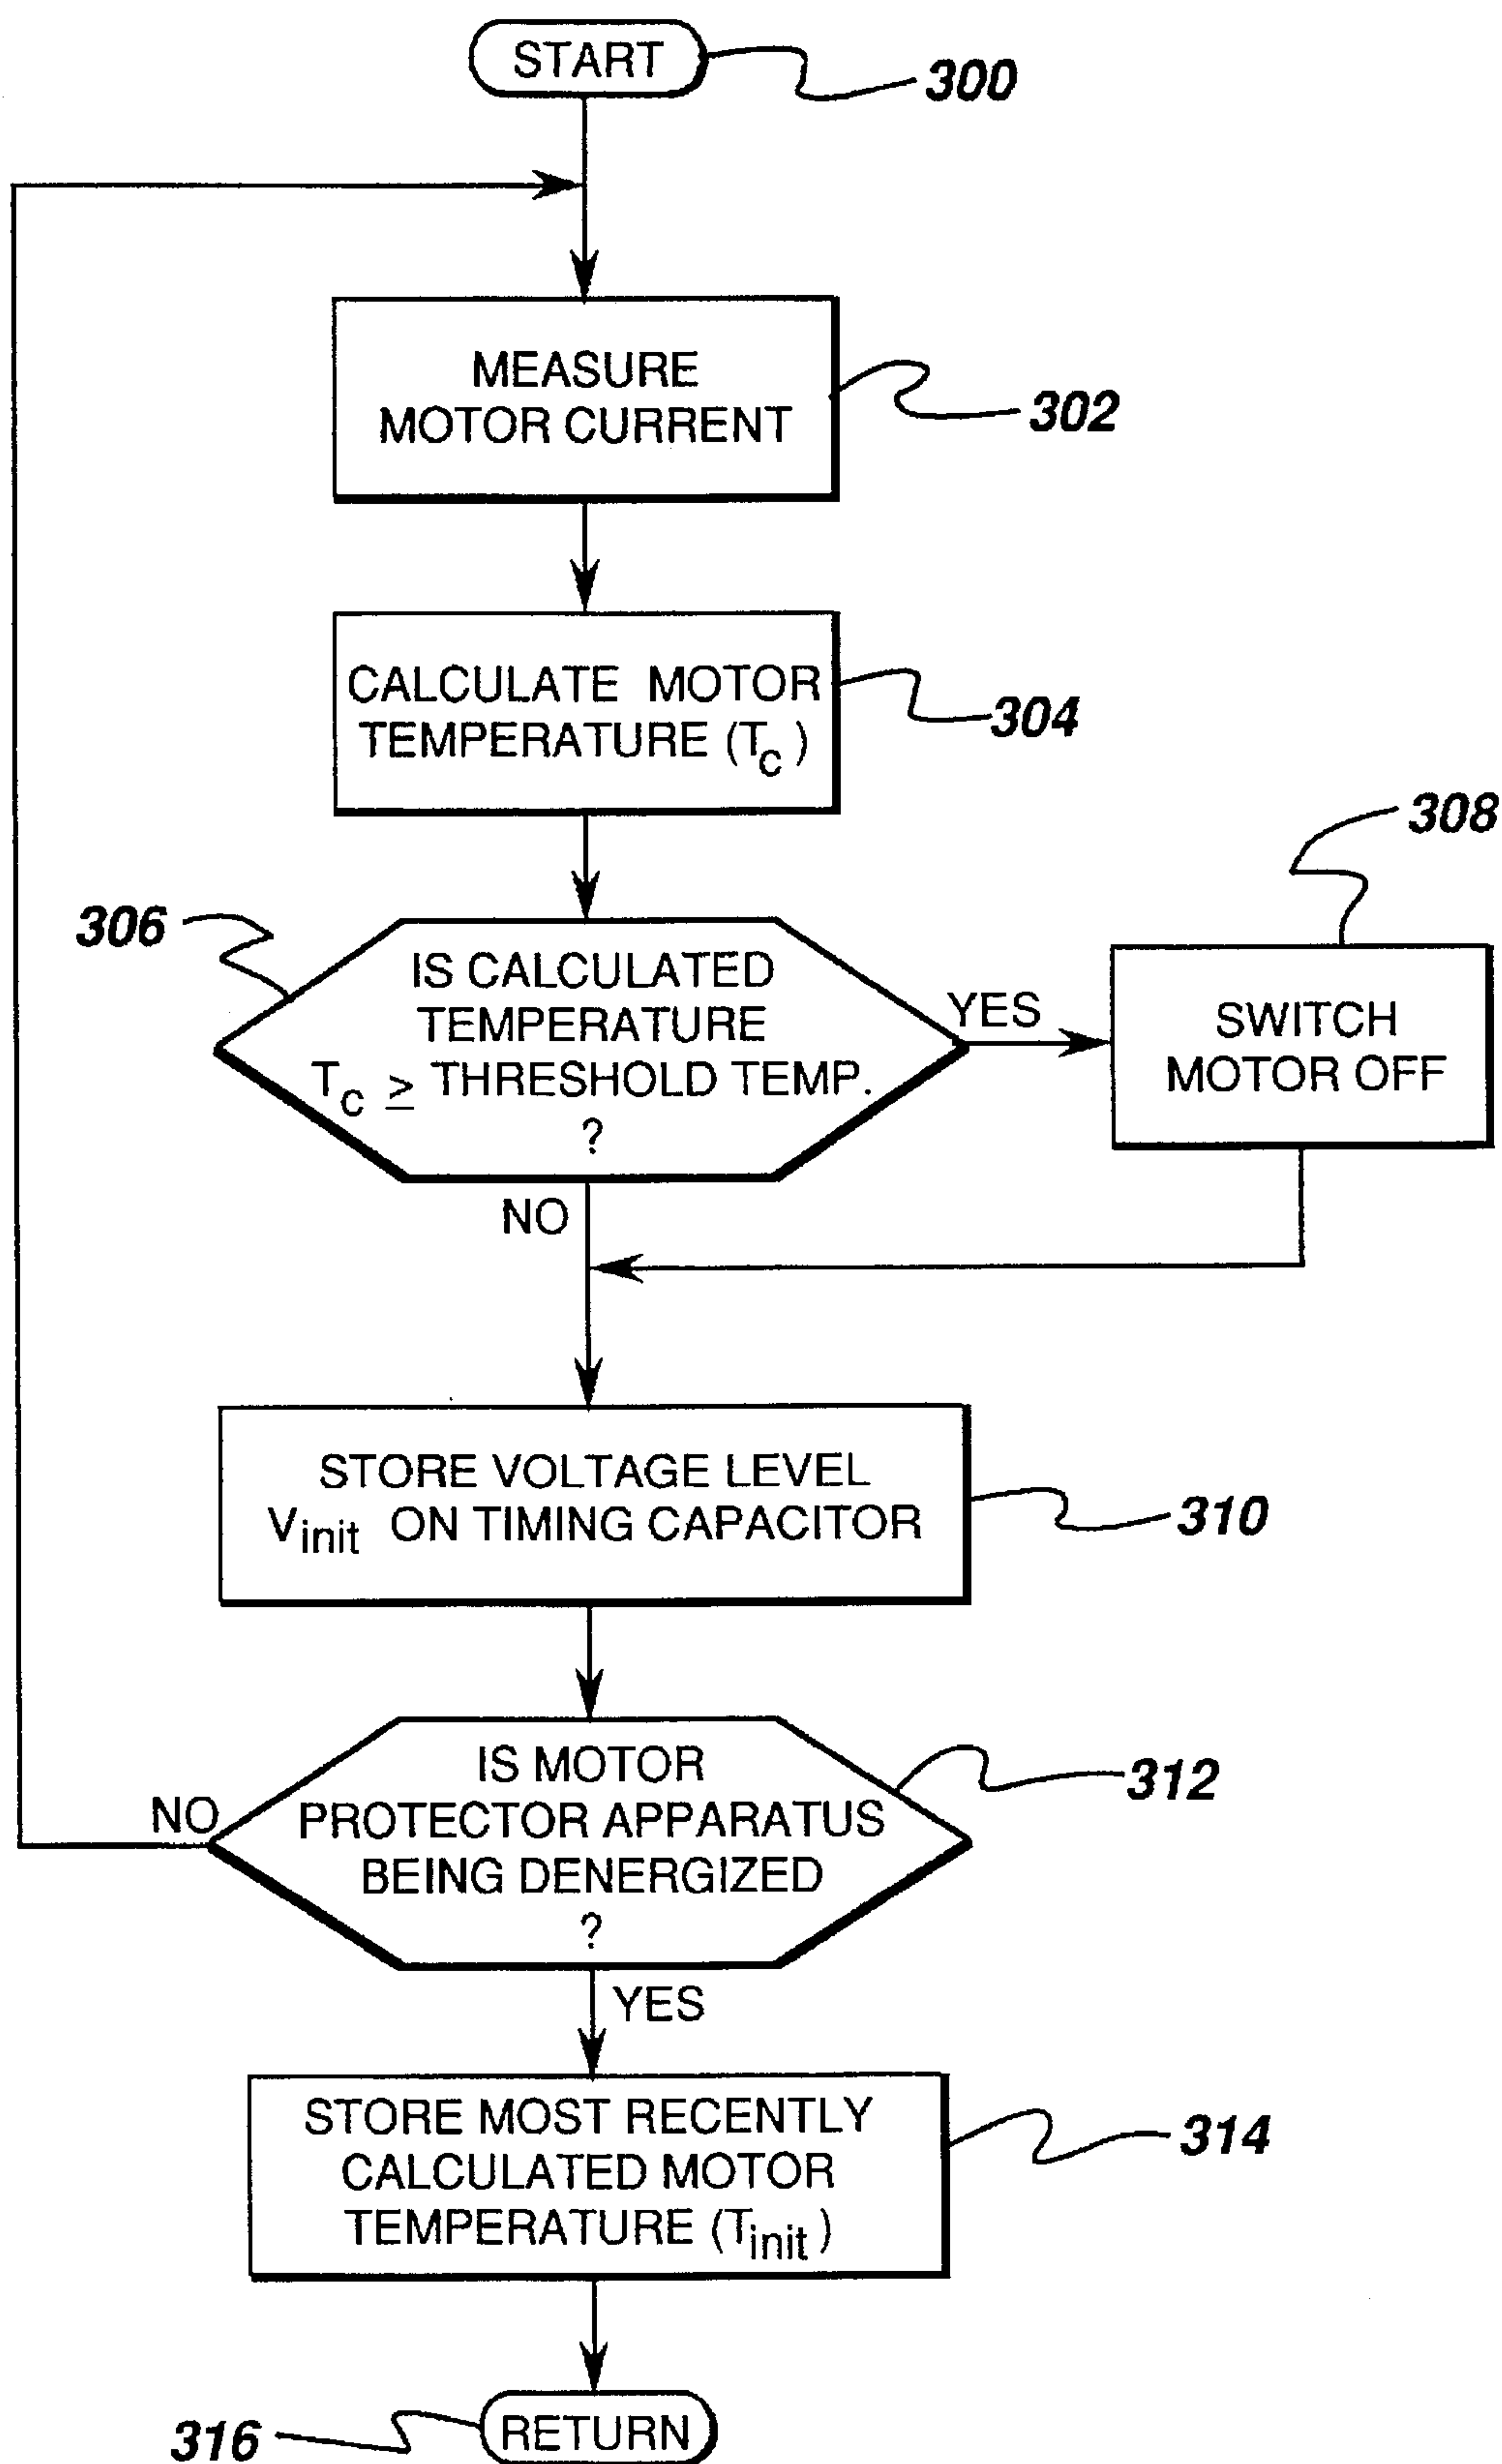 START
300
MEASURE
MOTOR CURRENT
302
CALCULATE MOTOR
TEMPERATURE (Tc)
304
306
IS CALCULATED
TEMPERATURE
Tc ≥ THRESHOLD TEMP.
?
YES
308
SWITCH
MOTOR OFF
NO
STORE VOLTAGE LEVEL
Vinit ON TIMING CAPACITOR
310
IS MOTOR
PROTECTOR APPARATUS
BEING DENERGIZED
?
312
NO
YES
STORE MOST RECENTLY
CALCULATED MOTOR
TEMPERATURE (Tinit)
314
316
RETURN